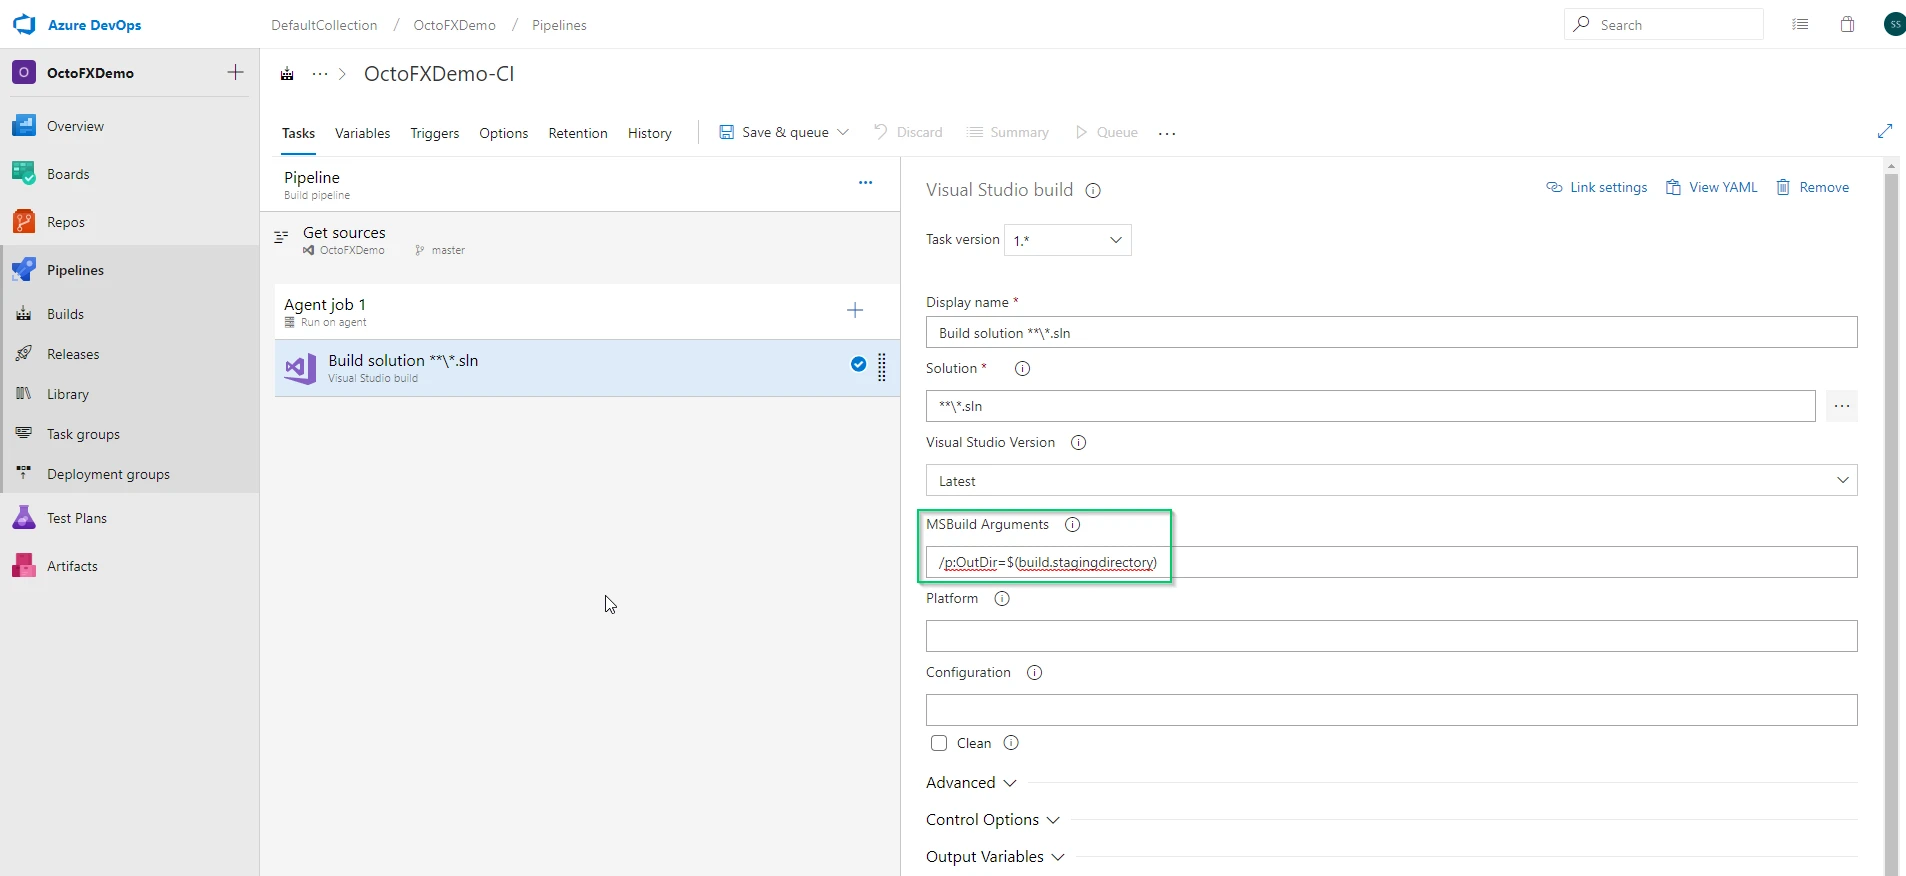 Azure DevOps
DefaultCollection / OctoFXDemo / Pipelines
Search
SS
O OctoFXDemo
OctoFXDemo-CI
Overview
Boards
Repos
Pipelines
Builds
Releases
Library
Task groups
Deployment groups
Test Plans
Artifacts
Tasks Variables Triggers Options Retention History Save & queue Discard Summary Queue
Pipeline
Build pipeline
Get sources
OctoFXDemo master
Agent job 1
Run on agent
Build solution **\*.sln
Visual Studio build
Visual Studio build
Link settings View YAML Remove
Task version 1.*
Display name *
Build solution **\*.sln
Solution *
**\*.sln
Visual Studio Version
Latest
MSBuild Arguments
/p:OutDir=$(build.stagingdirectory)
Platform
Configuration
Clean
Advanced
Control Options
Output Variables